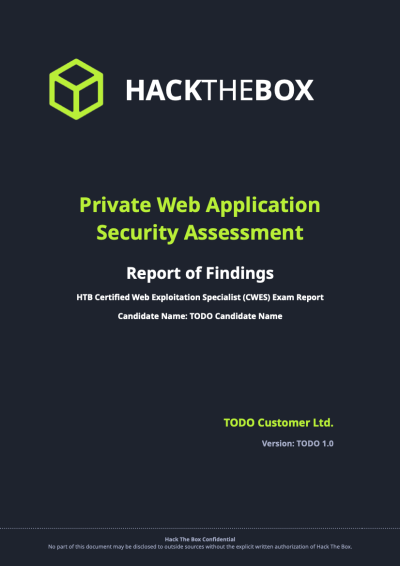 HACKTHEBOX
Private Web Application
Security Assessment
Report of Findings
HTB Certified Web Exploitation Specialist (CWES) Exam Report
Candidate Name: TODO Candidate Name
TODO Customer Ltd.
Version: TODO 1.0
Hack The Box Confidential
No part of this document may be disclosed to outside sources without the explicit written authorization of Hack The Box.